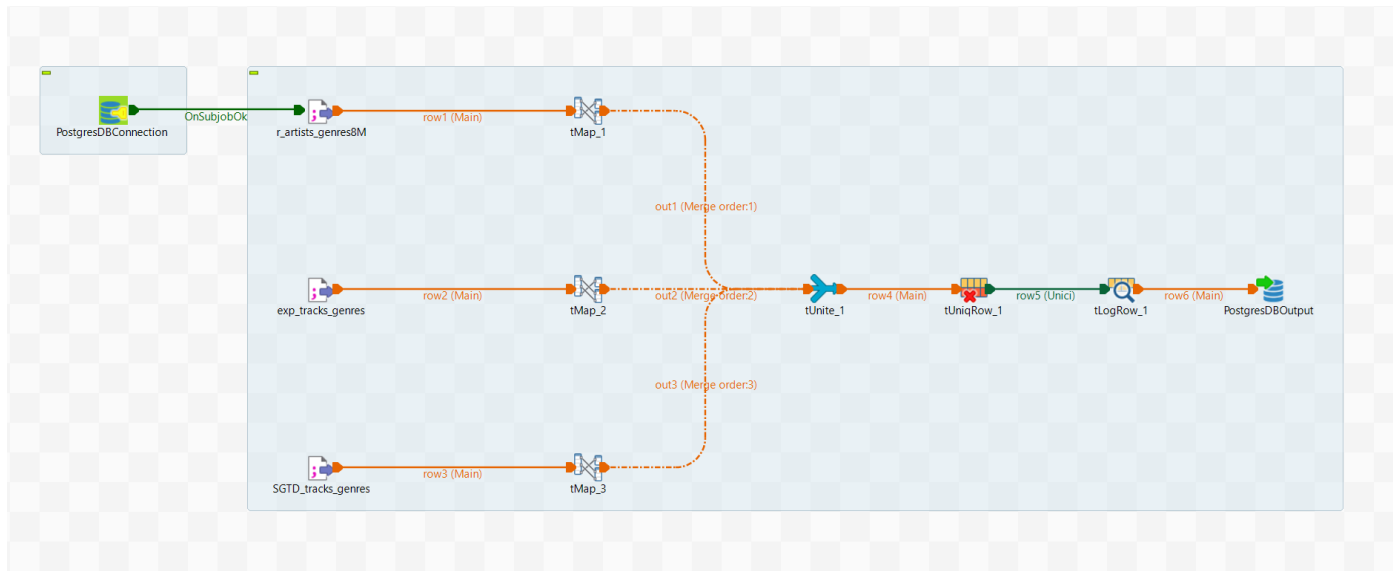 PostgresDBConnection
OnSubjobOk
r_artists_genres8M
row1 (Main)
tMap_1
out1 (Merge order:1)
exp_tracks_genres
row2 (Main)
tMap_2
out2 (Merge order:2)
tUnite_1
row4 (Main)
tUniqRow_1
row5 (Unici)
tLogRow_1
row6 (Main)
PostgresDBOutput
out3 (Merge order:3)
SGTD_tracks_genres
row3 (Main)
tMap_3